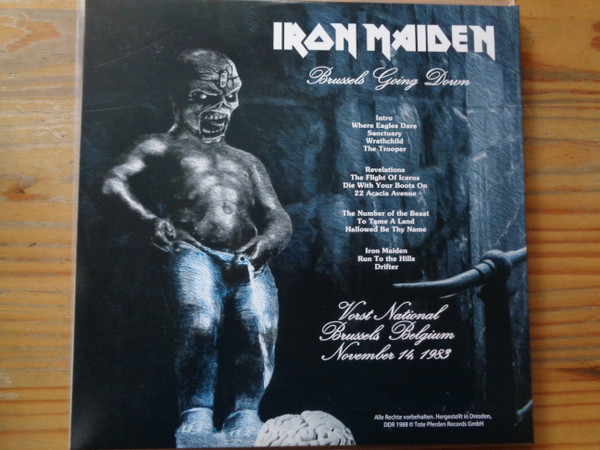 IRON MAIDEN
Brussels Going Down
Intro
Where Eagles Dare
Sanctuary
Wrathchild
The Trooper
Revelations
The Flight Of Icarus
Die With Your Boots On
22 Acacia Avenue
The Number of the Beast
To Tame A Land
Hallowed Be Thy Name
Iron Maiden
Run To the Hills
Drifter
Vorst National
Brussels Belgium
November 14, 1983
Alle Rechte vorbehalten. Hergestellt in Dresden,
DDR 1988 © Tote Pferden Records GmbH